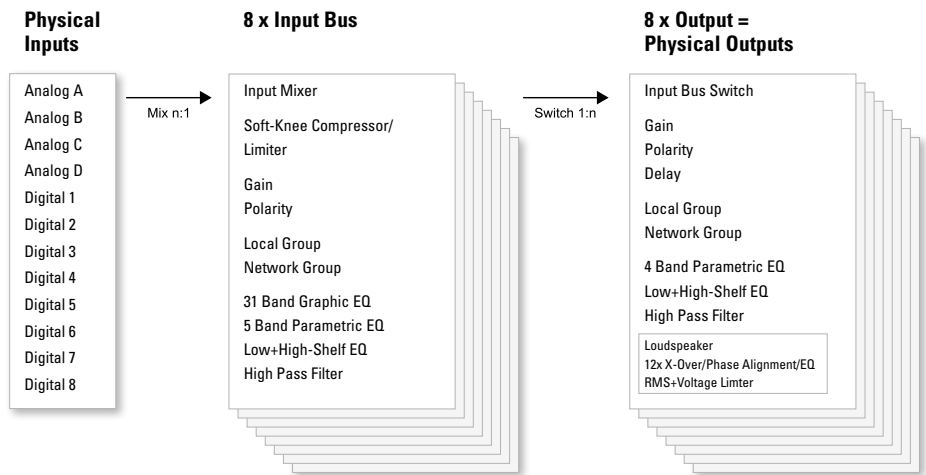 Physical
Inputs
Analog A
Analog B
Analog C
Analog D
Digital 1
Digital 2
Digital 3
Digital 4
Digital 5
Digital 6
Digital 7
Digital 8
Mix n:1
8 x Input Bus
Input Mixer
Soft-Knee Compressor/
Limiter
Gain
Polarity
Local Group
Network Group
31 Band Graphic EQ
5 Band Parametric EQ
Low+High-Shelf EQ
High Pass Filter
Switch 1:n
8 x Output =
Physical Outputs
Input Bus Switch
Gain
Polarity
Delay
Local Group
Network Group
4 Band Parametric EQ
Low+High-Shelf EQ
High Pass Filter
Loudspeaker
12x X-Over/Phase Alignment/EQ
RMS+Voltage Limter